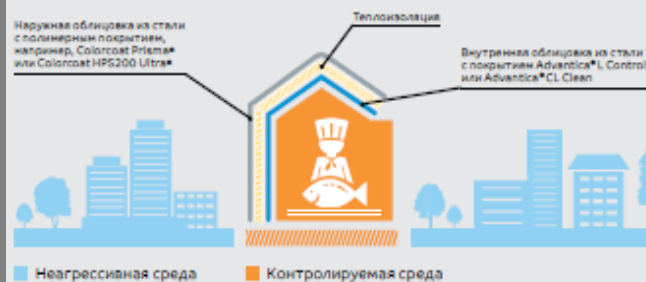 Наружная облицовка из стали
с полимерным покрытием,
например, Colorcoat Prisma®
или Colorcoat HPS200 Ultra®
Теплоизоляция
Внутренняя облицовка из стали
с покрытием Advantica® L Control
или Advantica® CL Clean
Неагрессивная среда
Контролируемая среда